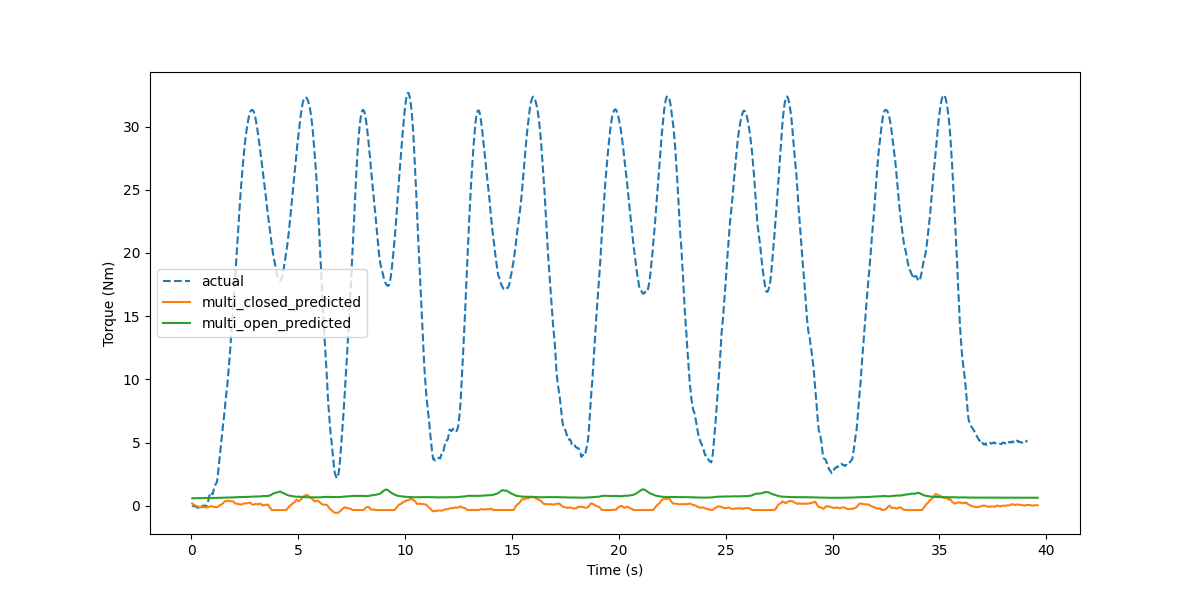 30
25
20
15
10
5
0
Torque (Nm)
actual
multi_closed_predicted
multi_open_predicted
0 5 10 15 20 25 30 35 40
Time (s)